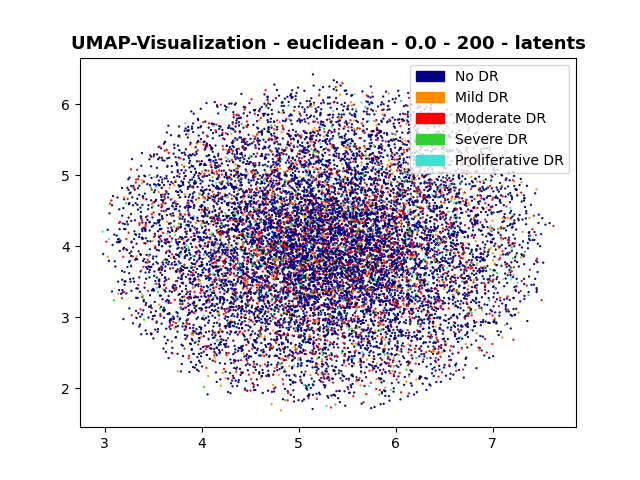 UMAP-Visualization - euclidean - 0.0 - 200 - latents
No DR
Mild DR
Moderate DR
Severe DR
Proliferative DR
6
5
4
3
2
3 4 5 6 7